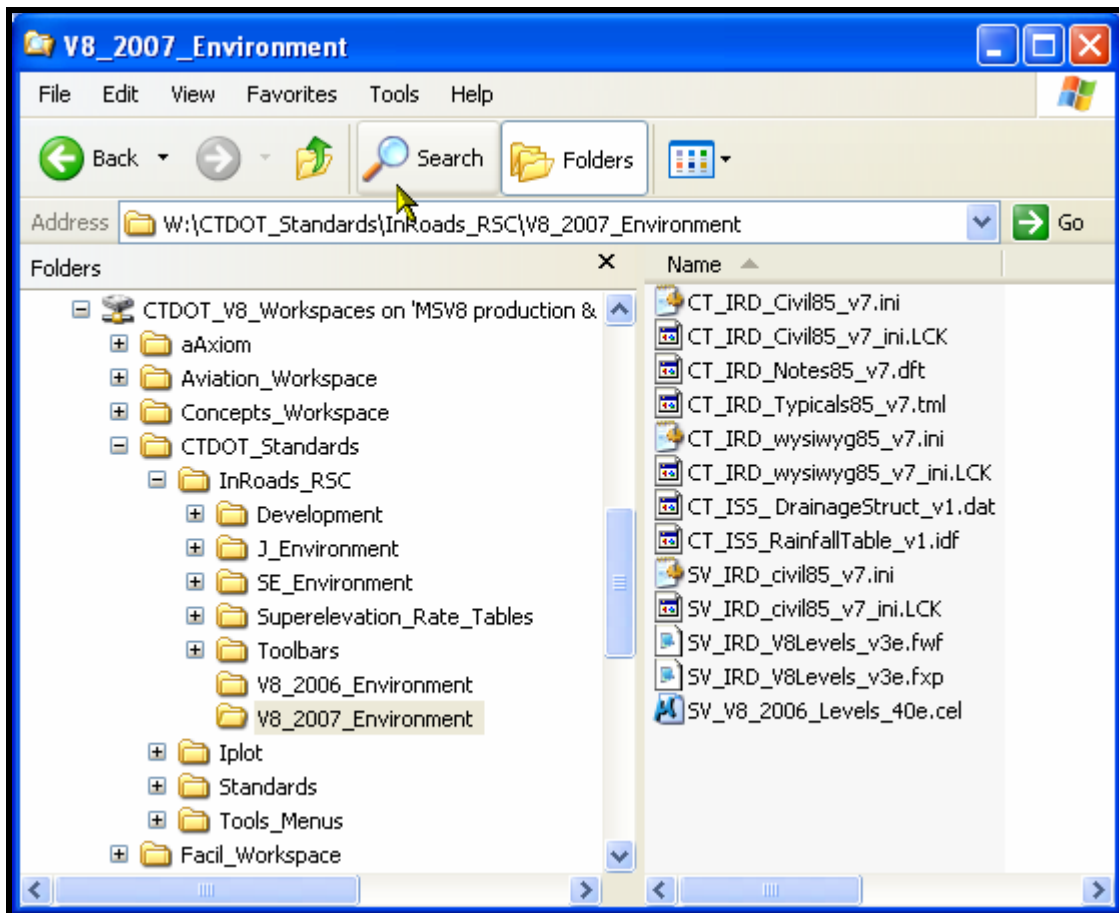 V8_2007_Environment
File Edit View Favorites Tools Help
Back Search Folders
Address W:\CTDOT_Standards\InRoads_RSC\V8_2007_Environment Go
Folders
CTDOT_V8_Workspaces on 'MSV8 production &
aAxiom
Aviation_Workspace
Concepts_Workspace
CTDOT_Standards
InRoads_RSC
Development
J_Environment
SE_Environment
Superelevation_Rate_Tables
Toolbars
V8_2006_Environment
V8_2007_Environment
Iplot
Standards
Tools_Menus
Facil_Workspace
Name
CT_IRD_Civil85_v7.ini
CT_IRD_Civil85_v7_ini.LCK
CT_IRD_Notes85_v7.dft
CT_IRD_Typicals85_v7.tml
CT_IRD_wysiwyg85_v7.ini
CT_IRD_wysiwyg85_v7_ini.LCK
CT_ISS_ DrainageStruct_v1.dat
CT_ISS_RainfallTable_v1.idf
SV_IRD_civil85_v7.ini
SV_IRD_civil85_v7_ini.LCK
SV_IRD_V8Levels_v3e.fwf
SV_IRD_V8Levels_v3e.fxp
SV_V8_2006_Levels_40e.cel